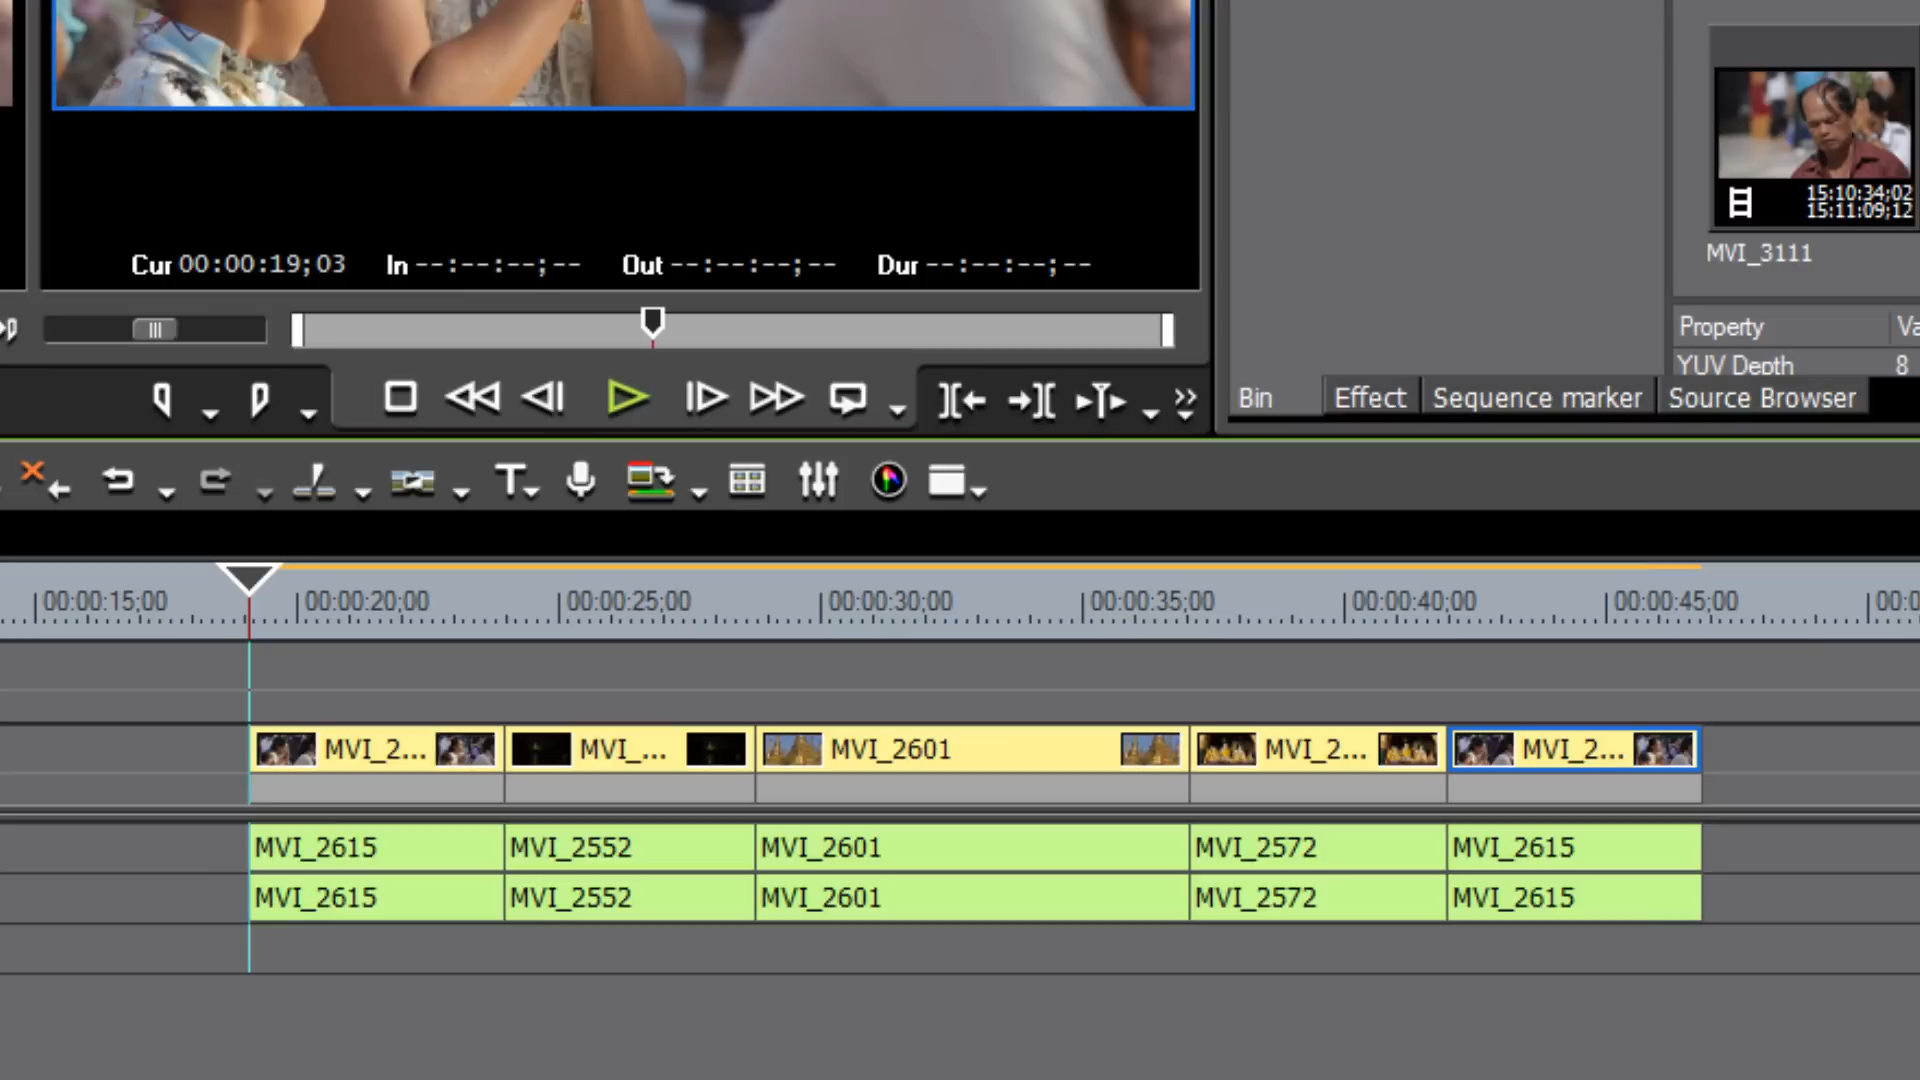 15:10:34;02
15:11:09;12
MVI_3111
Cur 00:00:19;03 In --:--:--;-- Out --:--:--;-- Dur --:--:--;--
Property Va
YUV Depth 8
Bin Effect Sequence marker Source Browser
00:00:15;00 00:00:20;00 00:00:25;00 00:00:30;00 00:00:35;00 00:00:40;00 00:00:45;00 00:0
MVI_2... MVI_... MVI_2601 MVI_2... MVI_2...
MVI_2615 MVI_2552 MVI_2601 MVI_2572 MVI_2615
MVI_2615 MVI_2552 MVI_2601 MVI_2572 MVI_2615